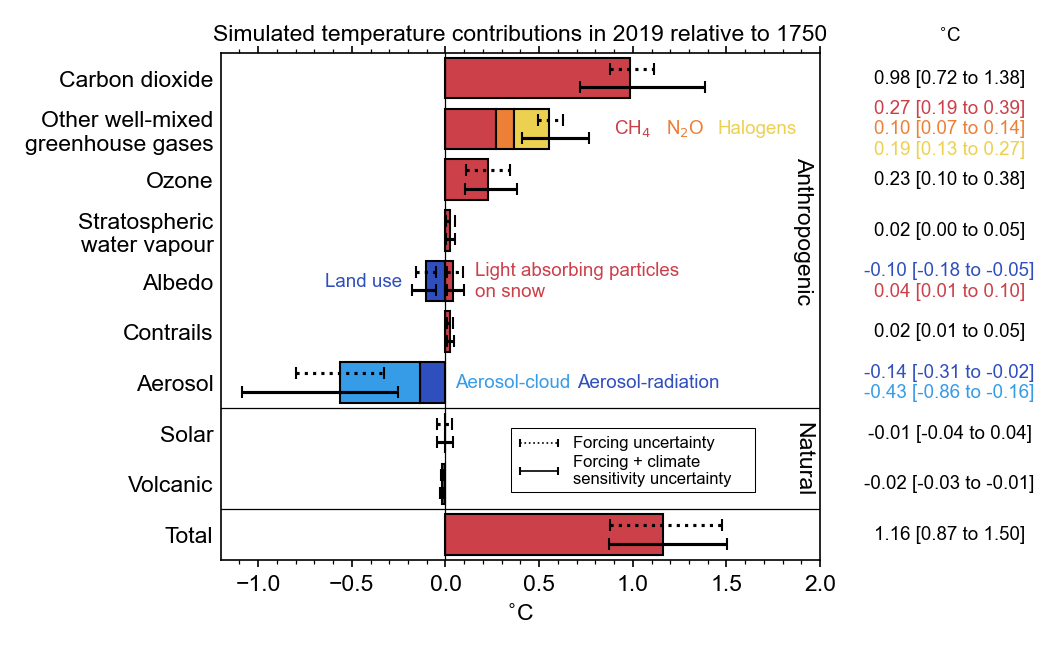 Simulated temperature contributions in 2019 relative to 1750
˚C
Carbon dioxide
0.98 [0.72 to 1.38]
Other well-mixed
greenhouse gases
CH₄ N₂O Halogens
0.27 [0.19 to 0.39]
0.10 [0.07 to 0.14]
0.19 [0.13 to 0.27]
Ozone
0.23 [0.10 to 0.38]
Stratospheric
water vapour
0.02 [0.00 to 0.05]
Anthropogenic
Albedo
Land use
Light absorbing particles
on snow
-0.10 [-0.18 to -0.05]
0.04 [0.01 to 0.10]
Contrails
0.02 [0.01 to 0.05]
Aerosol
Aerosol-cloud Aerosol-radiation
-0.14 [-0.31 to -0.02]
-0.43 [-0.86 to -0.16]
Solar
-0.01 [-0.04 to 0.04]
Forcing uncertainty
Forcing + climate
sensitivity uncertainty
Natural
Volcanic
-0.02 [-0.03 to -0.01]
Total
1.16 [0.87 to 1.50]
−1.0 −0.5 0.0 0.5 1.0 1.5 2.0
˚C